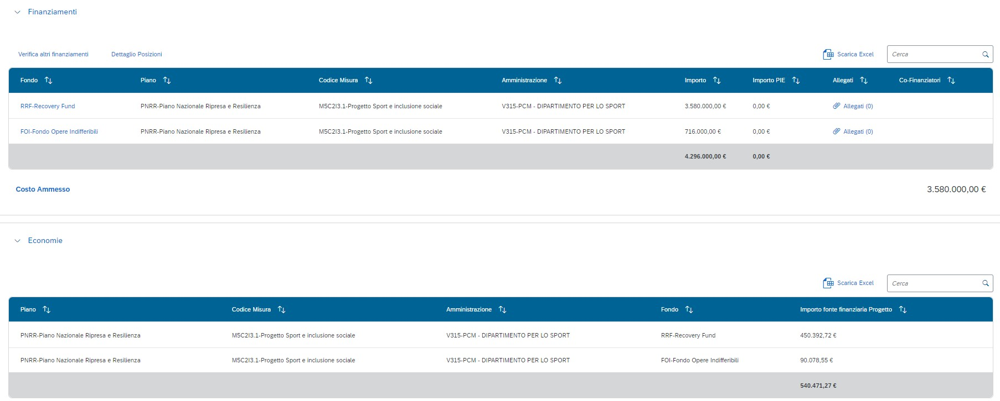 Finanziamenti
Verifica altri finanziamenti Dettaglio Posizioni Scarica Excel Cerca
Fondo Piano Codice Misura Amministrazione Importo Importo PIE Allegati Co-Finanziatori
RRF-Recovery Fund PNRR-Piano Nazionale Ripresa e Resilienza M5C2I3.1-Progetto Sport e inclusione sociale V315-PCM - DIPARTIMENTO PER LO SPORT 3.580.000,00 € 0,00 € Allegati (0)
FOI-Fondo Opere Indifferibili PNRR-Piano Nazionale Ripresa e Resilienza M5C2I3.1-Progetto Sport e inclusione sociale V315-PCM - DIPARTIMENTO PER LO SPORT 716.000,00 € 0,00 € Allegati (0)
4.296.000,00 € 0,00 €
Costo Ammesso 3.580.000,00 €
Economie
Scarica Excel Cerca
Piano Codice Misura Amministrazione Fondo Importo fonte finanziaria Progetto
PNRR-Piano Nazionale Ripresa e Resilienza M5C2I3.1-Progetto Sport e inclusione sociale V315-PCM - DIPARTIMENTO PER LO SPORT RRF-Recovery Fund 450.392,72 €
PNRR-Piano Nazionale Ripresa e Resilienza M5C2I3.1-Progetto Sport e inclusione sociale V315-PCM - DIPARTIMENTO PER LO SPORT FOI-Fondo Opere Indifferibili 90.078,55 €
540.471,27 €